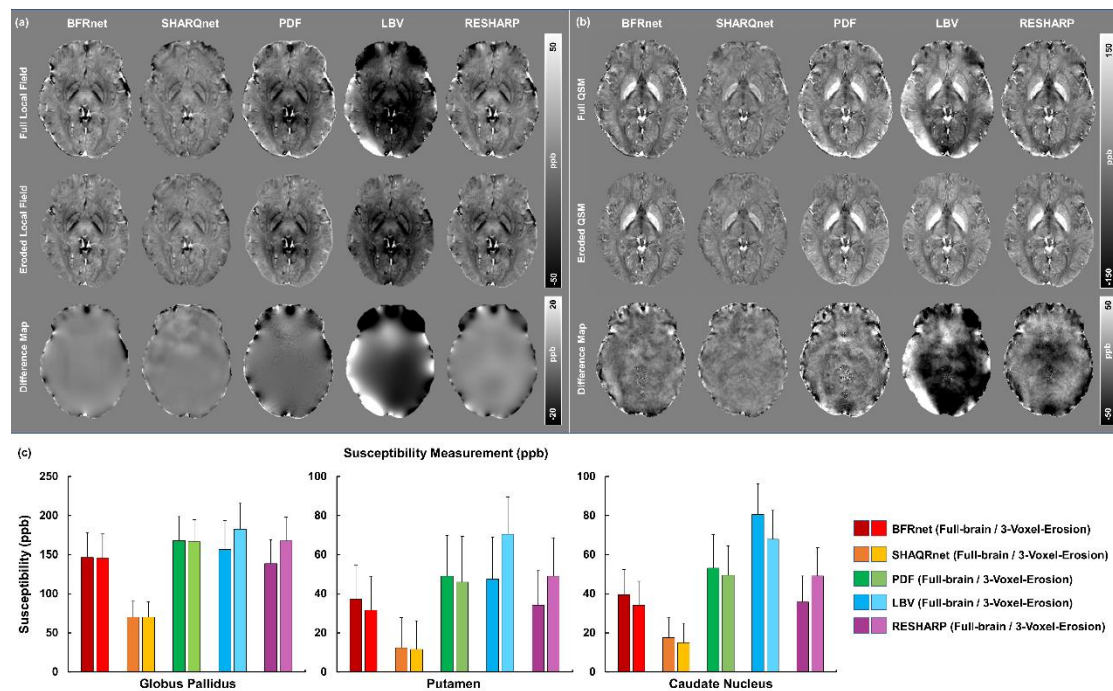 (a) BFRnet SHARQnet PDF LBV RESHARP
Full Local Field
50
ppb
-50
Eroded Local Field
Difference Map
20
ppb
-20
(b) BFRnet SHARQnet PDF LBV RESHARP
Full QSM
150
ppb
-150
Eroded QSM
Difference Map
50
ppb
-50
(c) Susceptibility Measurement (ppb)
Susceptibility (ppb)
250
200
150
100
50
0
Globus Pallidus
100
80
60
40
20
0
Putamen
100
80
60
40
20
0
Caudate Nucleus
BFRnet (Full-brain / 3-Voxel-Erosion)
SHAQRnet (Full-brain / 3-Voxel-Erosion)
PDF (Full-brain / 3-Voxel-Erosion)
LBV (Full-brain / 3-Voxel-Erosion)
RESHARP (Full-brain / 3-Voxel-Erosion)